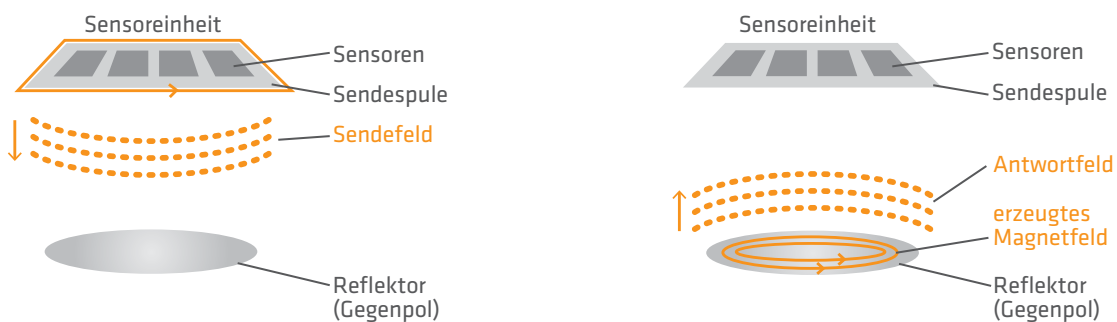 Sensoreinheit
Sensoren
Sendespule
Sendefeld
Reflektor
(Gegenpol)
Sensoreinheit
Sensoren
Sendespule
Antwortfeld
erzeugtes
Magnetfeld
Reflektor
(Gegenpol)